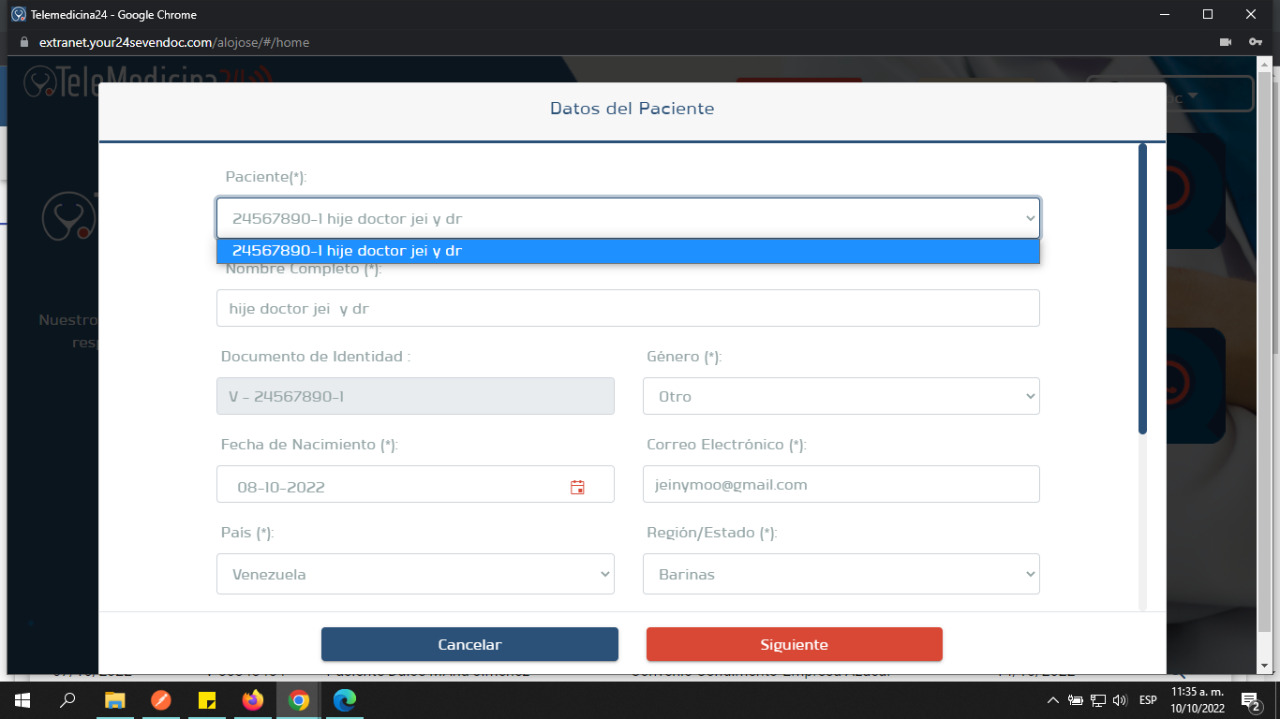 Telemedicina24 - Google Chrome
extranet.your24sevendoc.com/alojose/#/home
TeleMedicina24
Datos del Paciente
Paciente(*):
24567890-1 hije doctor jei y dr
24567890-1 hije doctor jei y dr
Nombre Completo (*):
hije doctor jei y dr
Nuestro
Documento de Identidad :
Género (*):
V - 24567890-1
Otro
Fecha de Nacimiento (*):
Correo Electrónico (*):
08-10-2022
jeinymoo@gmail.com
País (*):
Región/Estado (*):
Venezuela
Barinas
Cancelar
Siguiente
ESP
11:35 a. m.
10/10/2022
2